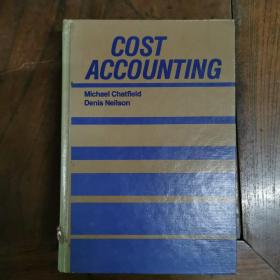 COST
ACCOUNTING
Michael Chatfield
Denis Neilson